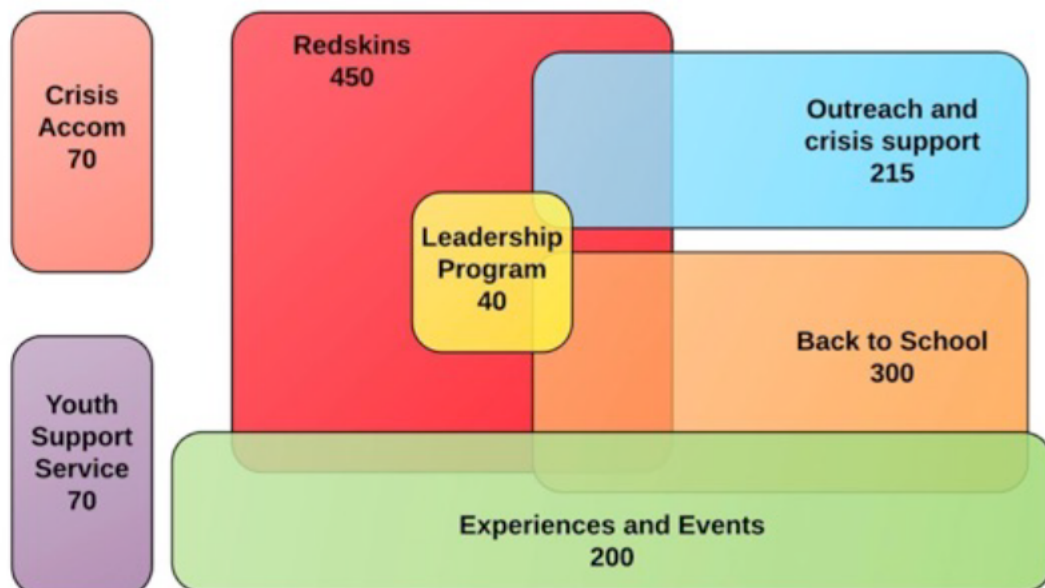 Crisis
Accom
70
Redskins
450
Outreach and
crisis support
215
Leadership
Program
40
Back to School
300
Youth
Support
Service
70
Experiences and Events
200